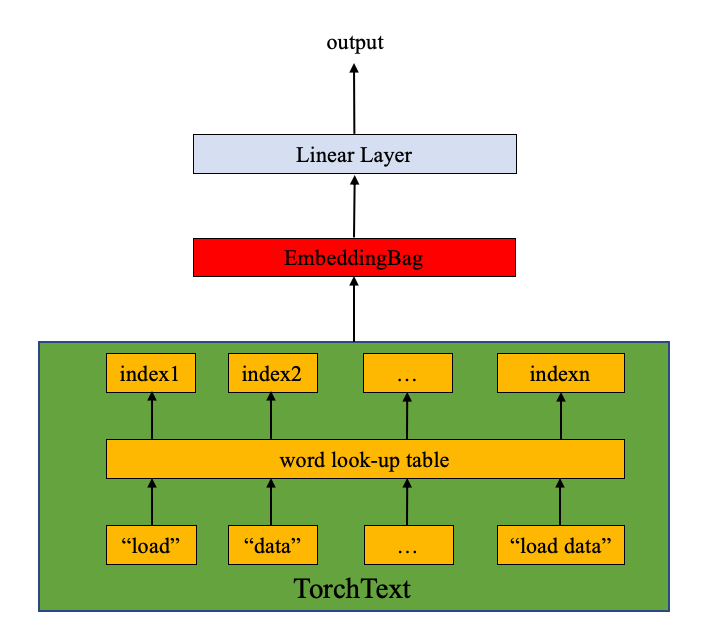 output
Linear Layer
EmbeddingBag
index1 index2 … indexn
word look-up table
“load” “data” … “load data”
TorchText